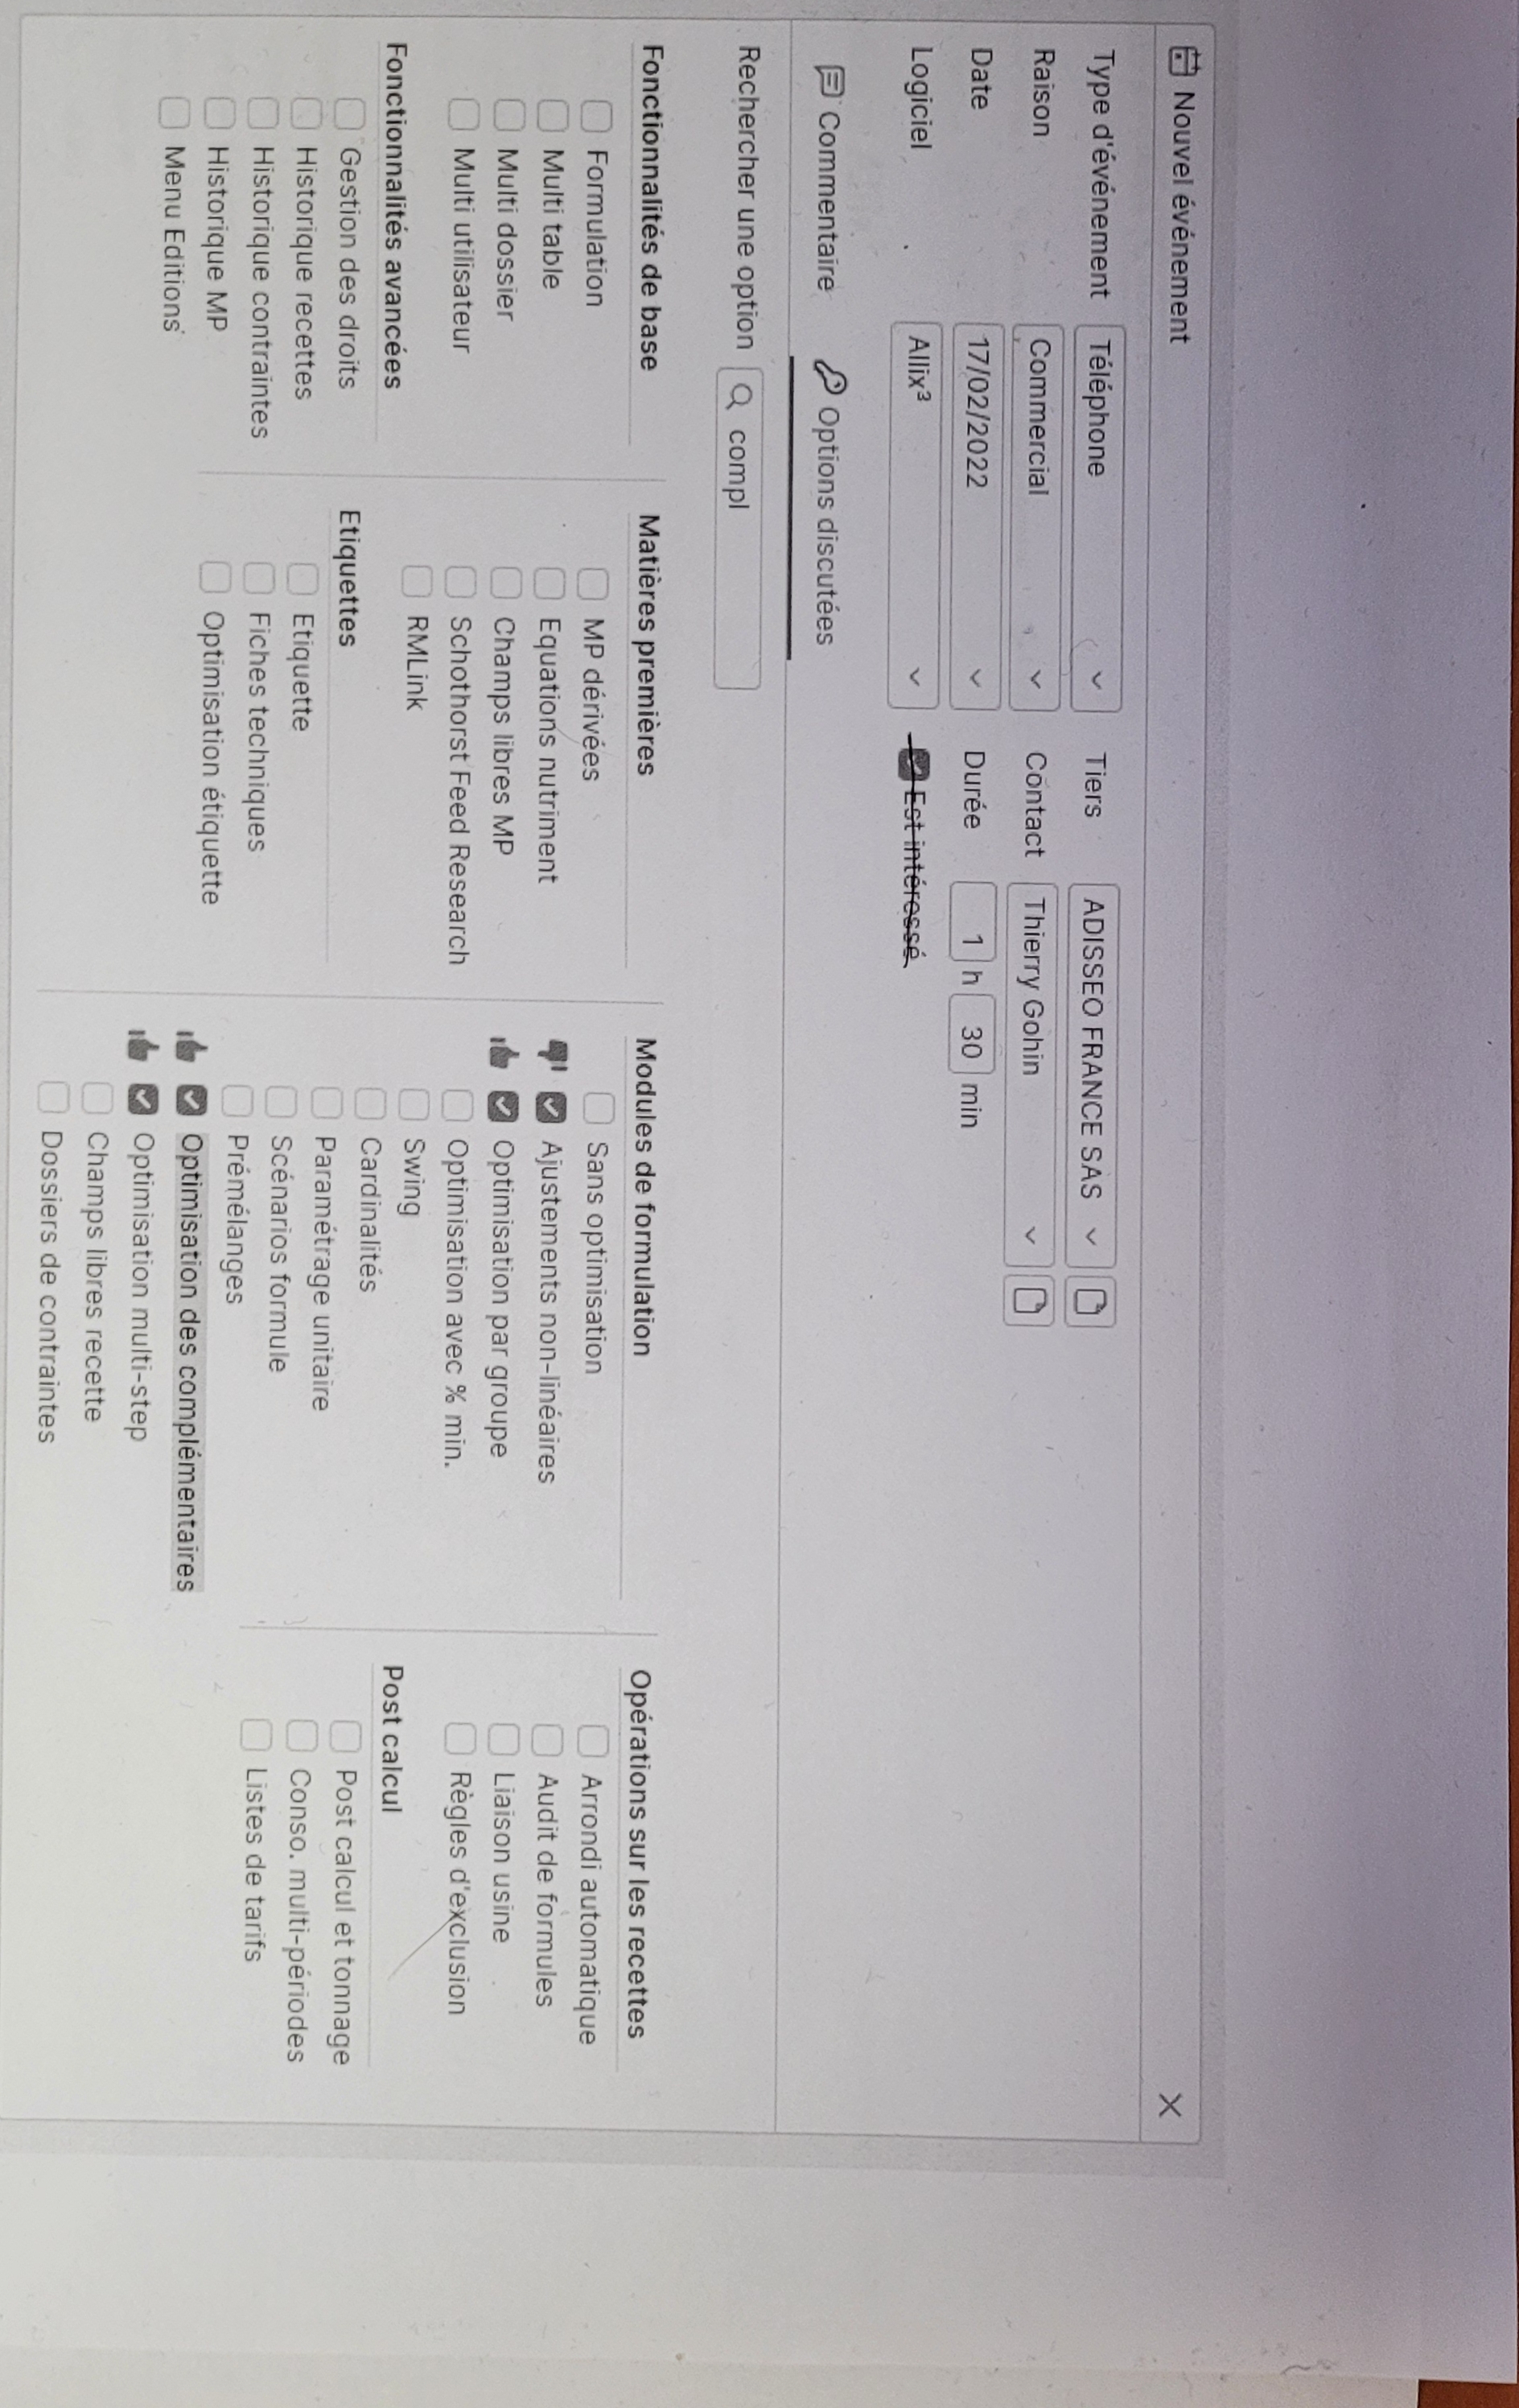 Nouvel événement
Type d'événement Téléphone Tiers ADISSEO FRANCE SAS
Raison Commercial Contact Thierry Gohin
Date 17/02/2022 Durée 1 h 30 min
Logiciel Allix³ Est intéressé
Commentaire Options discutées
Rechercher une option compl
Fonctionnalités de base
Formulation
Multi table
Multi dossier
Multi utilisateur
Fonctionnalités avancées
Gestion des droits
Historique recettes
Historique contraintes
Historique MP
Menu Editions
Matières premières
MP dérivées
Equations nutriment
Champs libres MP
Schothorst Feed Research
RMLink
Etiquettes
Etiquette
Fiches techniques
Optimisation étiquette
Modules de formulation
Sans optimisation
Ajustements non-linéaires
Optimisation par groupe
Optimisation avec % min.
Swing
Cardinalités
Paramétrage unitaire
Scénarios formule
Prémélanges
Optimisation des complémentaires
Optimisation multi-step
Champs libres recette
Dossiers de contraintes
Opérations sur les recettes
Arrondi automatique
Audit de formules
Liaison usine
Règles d'exclusion
Post calcul
Post calcul et tonnage
Conso. multi-périodes
Listes de tarifs